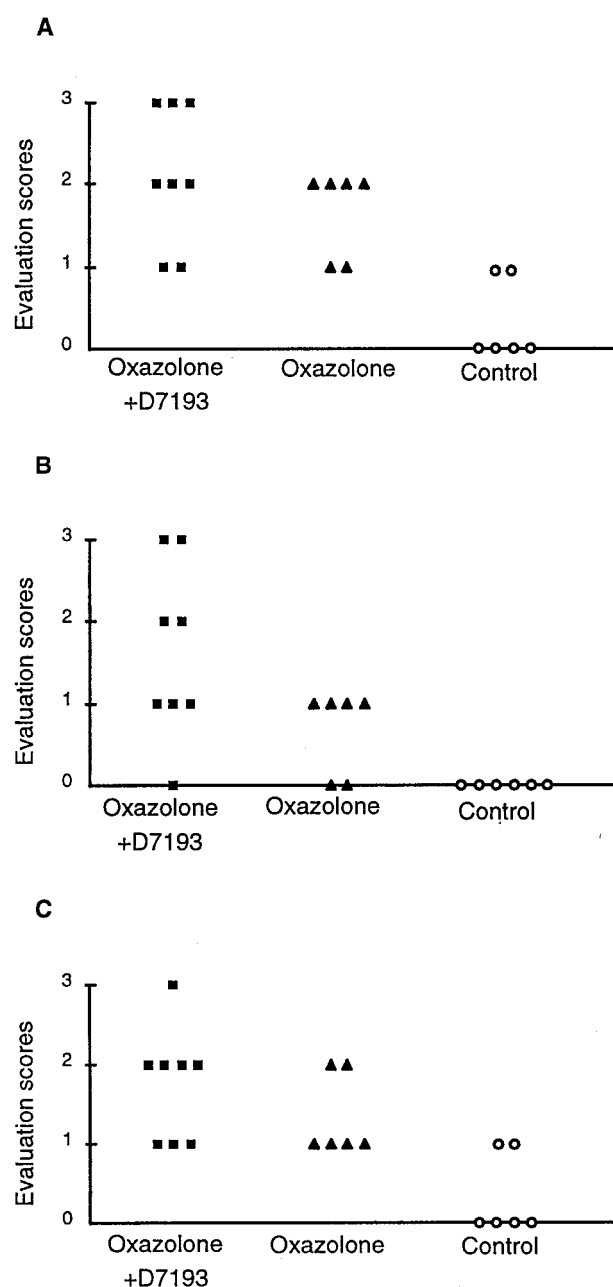 A
Evaluation scores
3
2
1
0
Oxazolone
+D7193
Oxazolone
Control
B
Evaluation scores
3
2
1
0
Oxazolone
+D7193
Oxazolone
Control
C
Evaluation scores
3
2
1
0
Oxazolone
+D7193
Oxazolone
Control